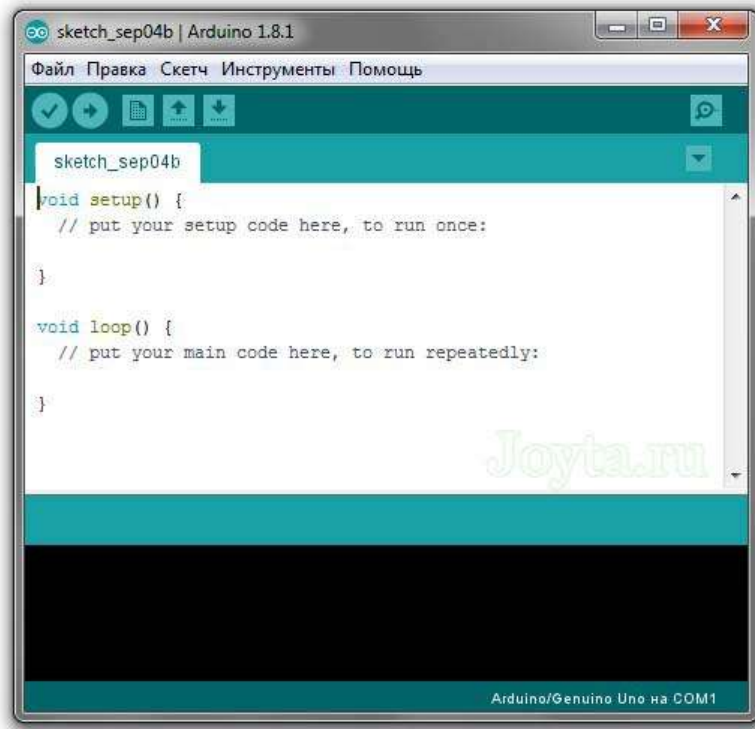 sketch_sep04b | Arduino 1.8.1
Файл Правка Скетч Инструменты Помощь
sketch_sep04b
void setup() {
// put your setup code here, to run once:
}
void loop() {
// put your main code here, to run repeatedly:
}
Joyta.ru
Arduino/Genuino Uno на COM1